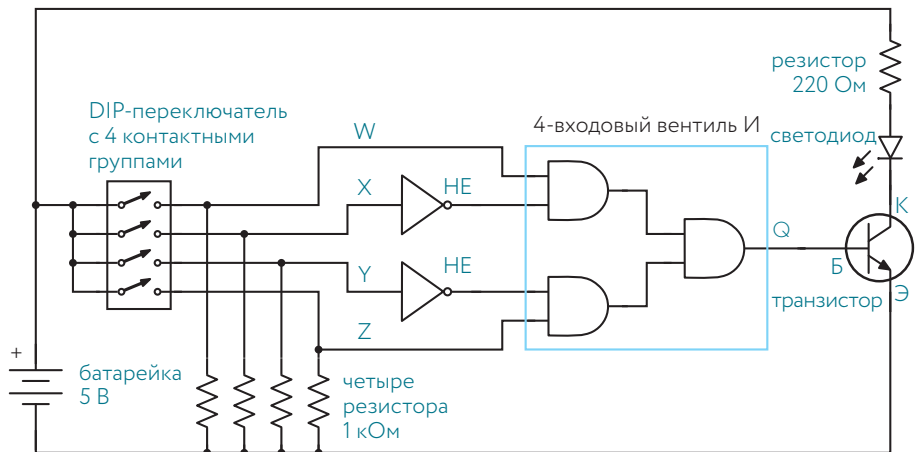 резистор
220 Ом
DIP-переключатель
с 4 контактными
группами
W
4-входовый вентиль И
светодиод
X
НЕ
К
Q
Б
Y
НЕ
Э
транзистор
Z
+
батарейка
5 В
четыре
резистора
1 кОм